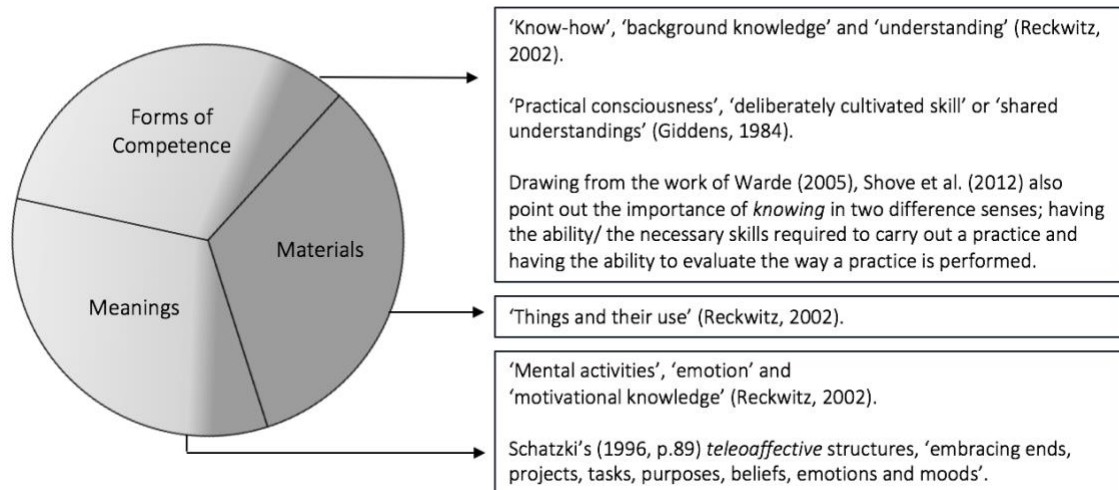 Forms of
Competence
Materials
Meanings
‘Know-how’, ‘background knowledge’ and ‘understanding’ (Reckwitz,
2002).
‘Practical consciousness’, ‘deliberately cultivated skill’ or ‘shared
understandings’ (Giddens, 1984).
Drawing from the work of Warde (2005), Shove et al. (2012) also
point out the importance of knowing in two difference senses; having
the ability/ the necessary skills required to carry out a practice and
having the ability to evaluate the way a practice is performed.
‘Things and their use’ (Reckwitz, 2002).
‘Mental activities’, ‘emotion’ and
‘motivational knowledge’ (Reckwitz, 2002).
Schatzki’s (1996, p.89) teleoaffective structures, ‘embracing ends,
projects, tasks, purposes, beliefs, emotions and moods’.